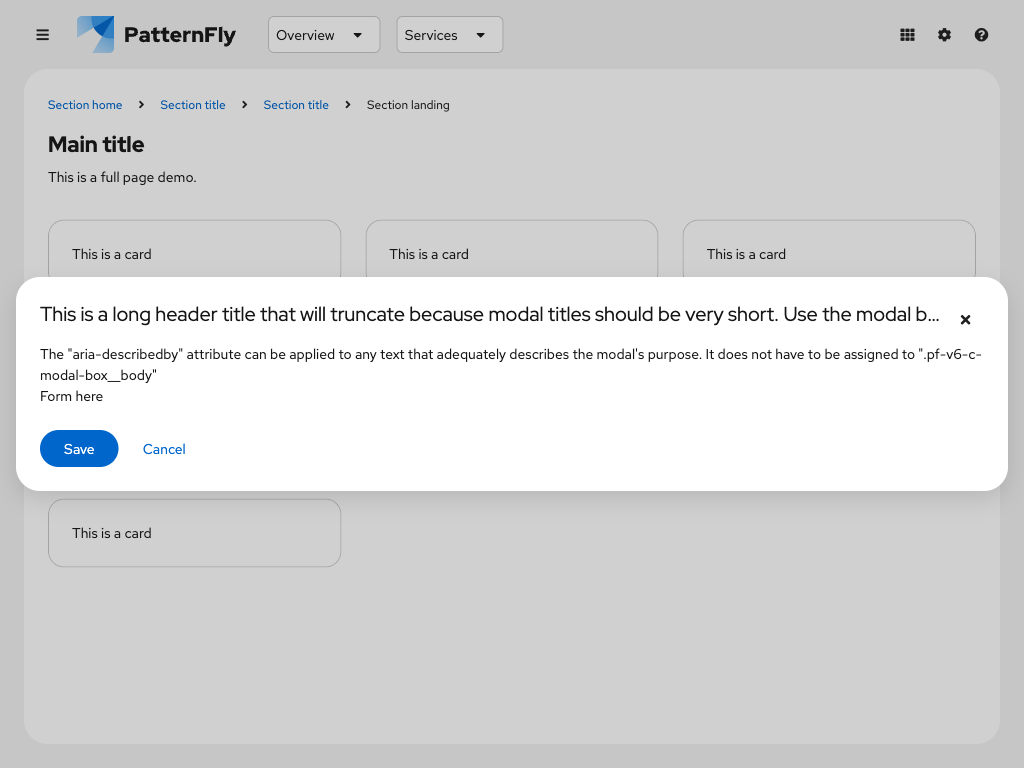 PatternFly
Overview
Services
Section home
Section title
Section title
Section landing
Main title
This is a full page demo.
This is a card
This is a card
This is a card
This is a long header title that will truncate because modal titles should be very short. Use the modal b...
The "aria-describedby" attribute can be applied to any text that adequately describes the modal's purpose. It does not have to be assigned to ".pf-v6-c-
modal-box__body"
Form here
Save
Cancel
This is a card